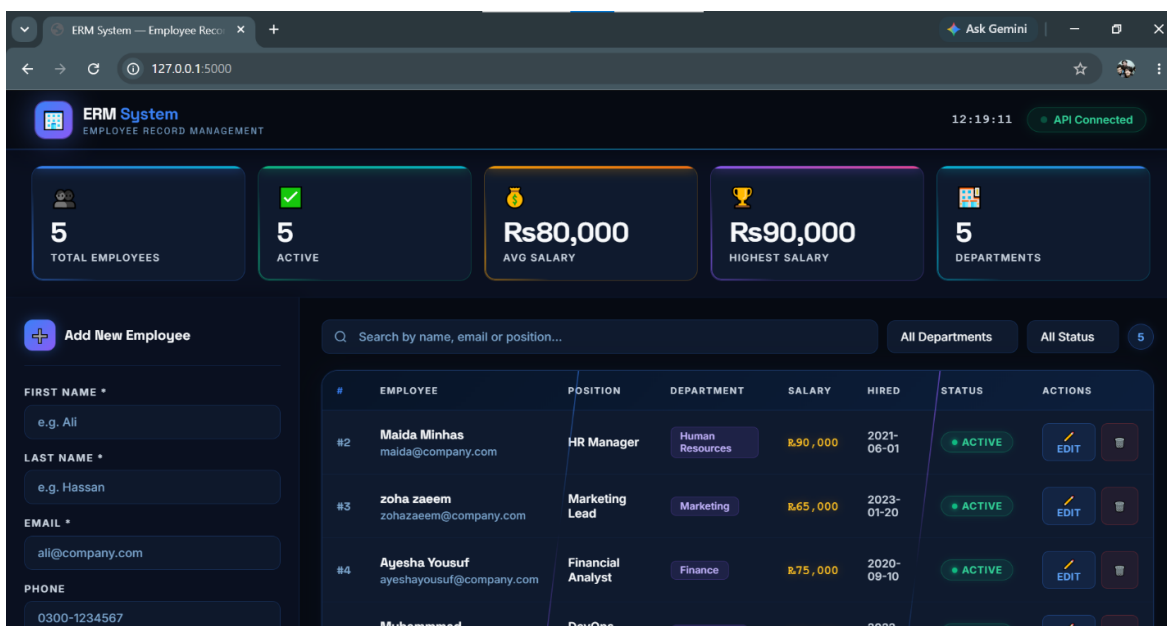 ERM System — Employee Reco
Ask Gemini
127.0.0.1:5000
ERM System
EMPLOYEE RECORD MANAGEMENT
12:19:11
API Connected
5
TOTAL EMPLOYEES
5
ACTIVE
Rs80,000
AVG SALARY
Rs90,000
HIGHEST SALARY
5
DEPARTMENTS
Add New Employee
FIRST NAME *
e.g. Ali
LAST NAME *
e.g. Hassan
EMAIL *
ali@company.com
PHONE
0300-1234567
Search by name, email or position...
All Departments
All Status
5
# EMPLOYEE POSITION DEPARTMENT SALARY HIRED STATUS ACTIONS
#2
Maida Minhas
maida@company.com
HR Manager
Human
Resources
₨90,000
2021-
06-01
ACTIVE
EDIT
#3
zoha zaeem
zohazaeem@company.com
Marketing
Lead
Marketing
₨65,000
2023-
01-20
ACTIVE
EDIT
#4
Ayesha Yousuf
ayeshayousuf@company.com
Financial
Analyst
Finance
₨75,000
2020-
09-10
ACTIVE
EDIT
Muhammmad
DevOps